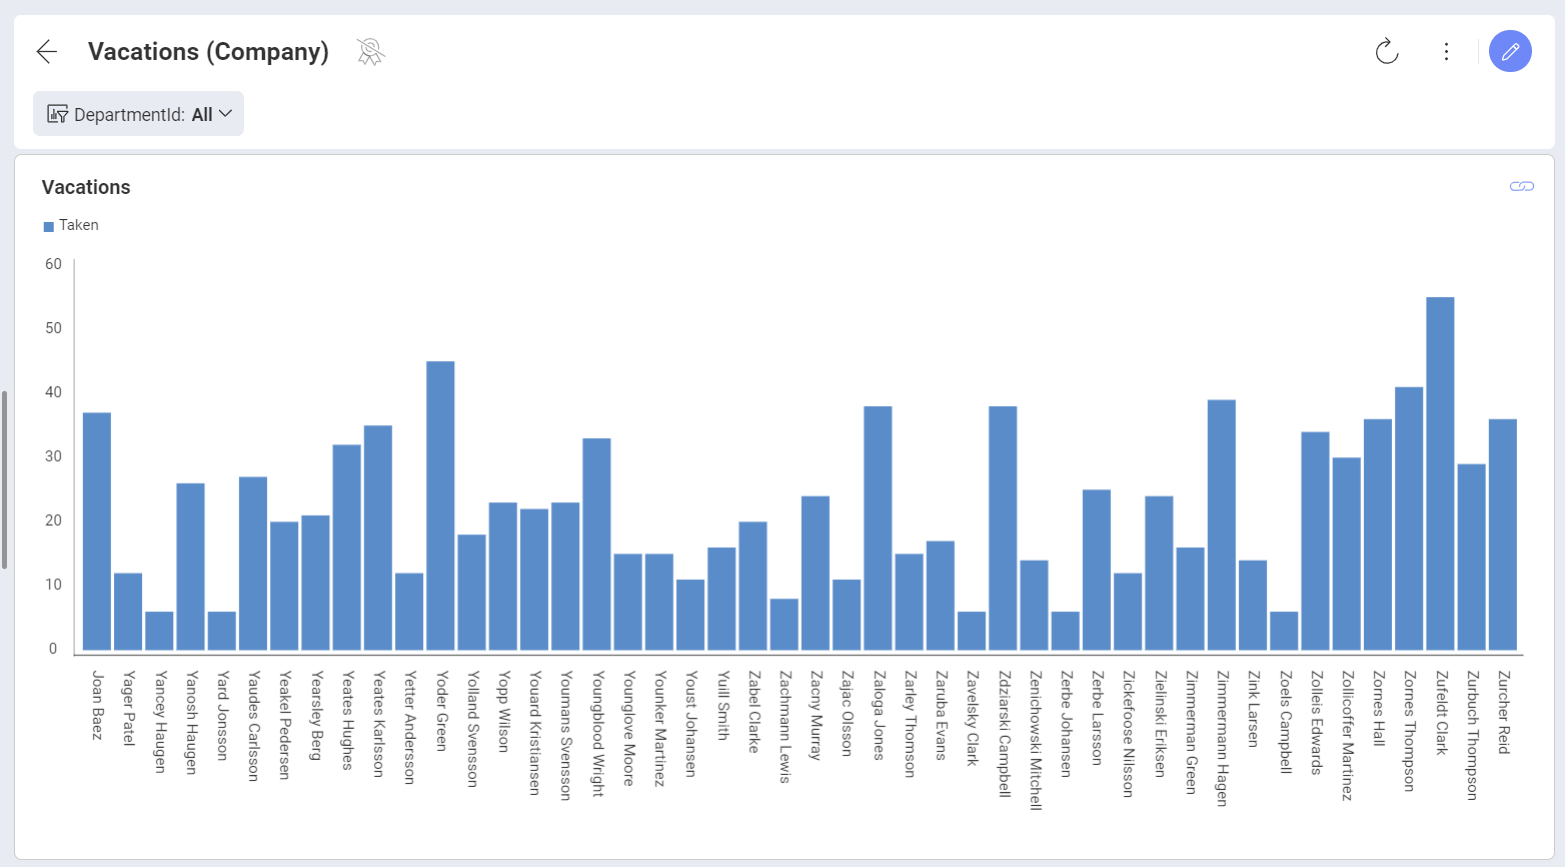 Vacations (Company)
DepartmentId: All
Vacations
Taken
60
50
40
30
20
10
0
Joan Baez
Yager Patel
Yancey Haugen
Yanosh Haugen
Yard Jonsson
Yaudes Carlsson
Yeakel Pedersen
Yearsley Berg
Yeates Hughes
Yeates Karlsson
Yetter Andersson
Yoder Green
Yolland Svensson
Yopp Wilson
Youard Kristiansen
Youmans Svensson
Youngblood Wright
Younglove Moore
Younker Martinez
Youst Johansen
Yuill Smith
Zabel Clarke
Zachmann Lewis
Zacny Murray
Zajac Olsson
Zaloga Jones
Zarley Thomson
Zaruba Evans
Zavelsky Clark
Zdziarski Campbell
Zenichowski Mitchell
Zerbe Johansen
Zerbe Larsson
Zickefoose Nilsson
Zielinski Eriksen
Zimmerman Green
Zimmermann Hagen
Zink Larsen
Zoels Campbell
Zolleis Edwards
Zollicoffer Martinez
Zornes Hall
Zornes Thompson
Zufeldt Clark
Zurbuch Thompson
Zurcher Reid